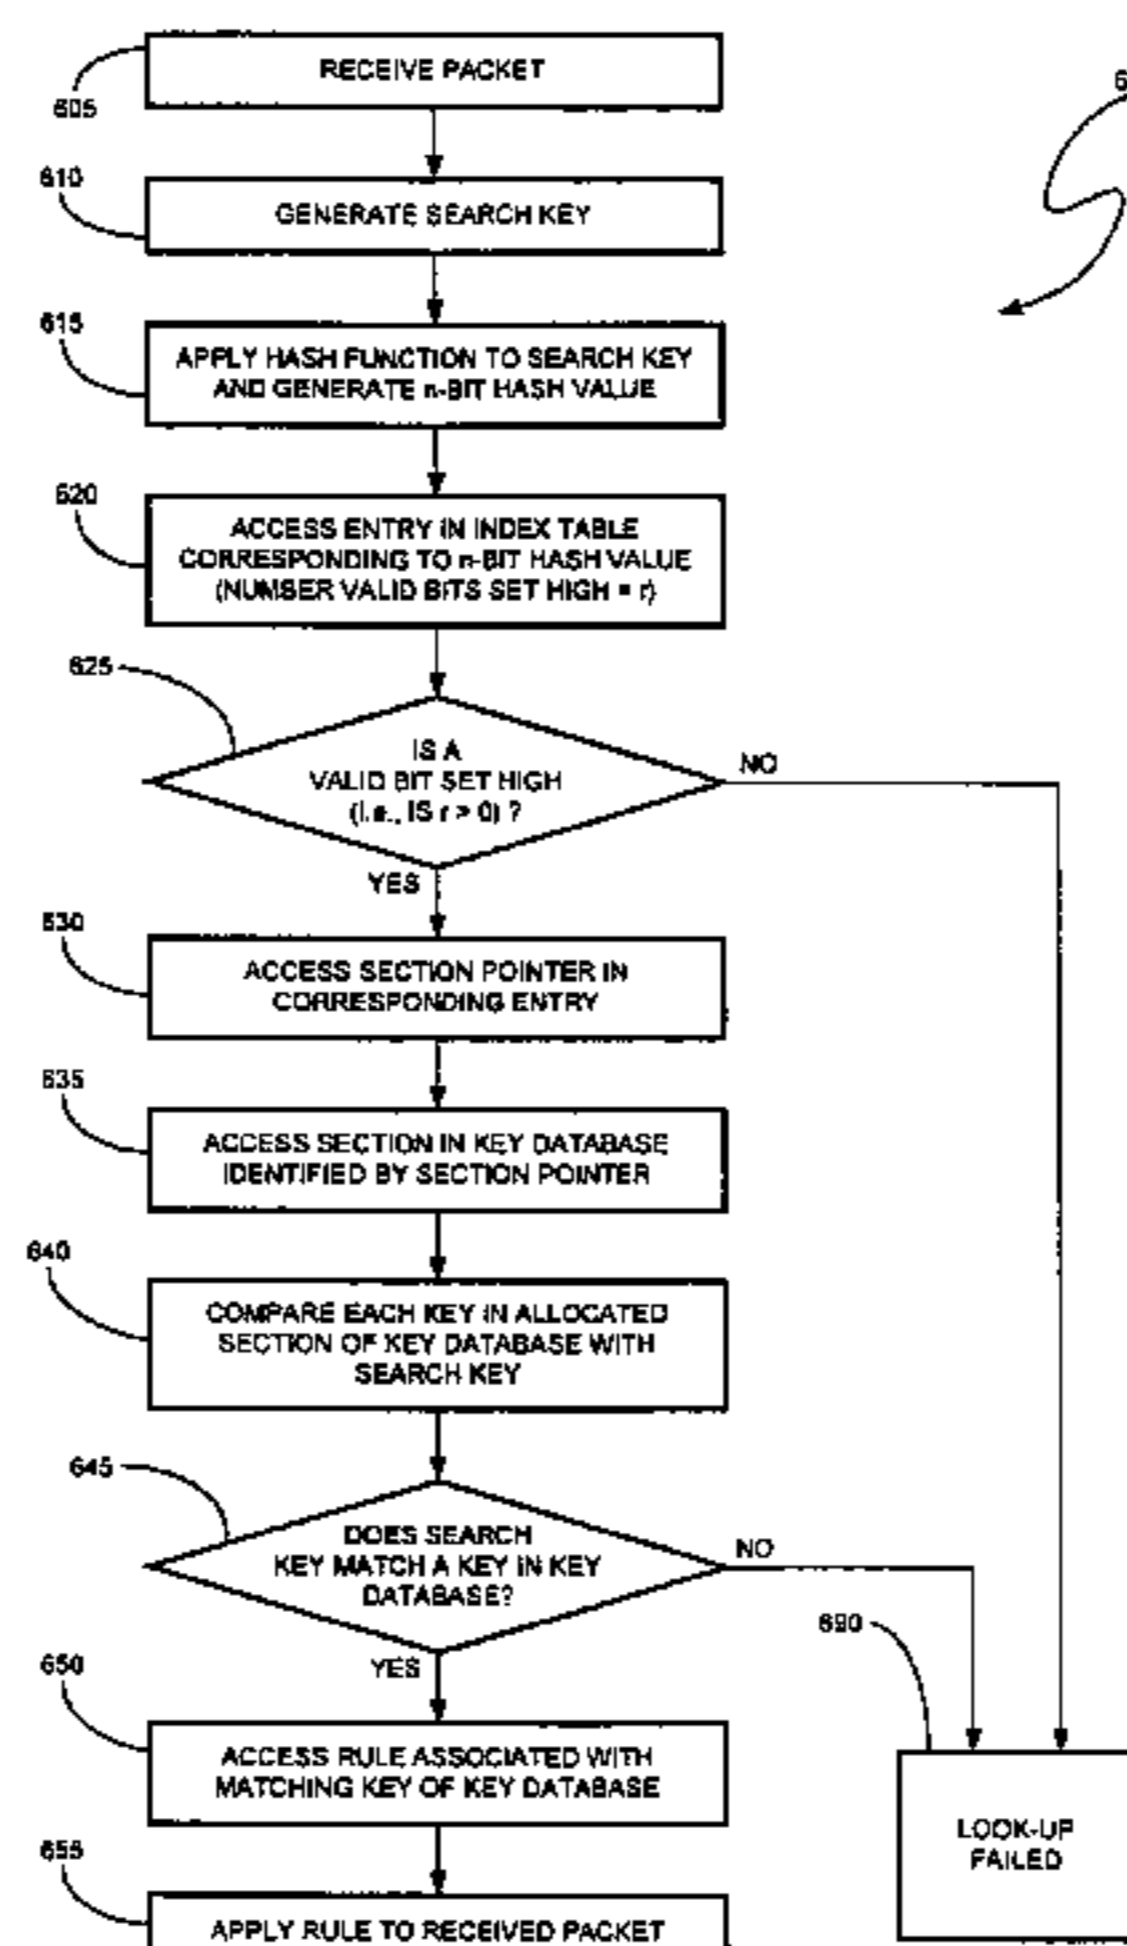 605
RECEIVE PACKET
610
GENERATE SEARCH KEY
615
APPLY HASH FUNCTION TO SEARCH KEY
AND GENERATE n-BIT HASH VALUE
620
ACCESS ENTRY IN INDEX TABLE
CORRESPONDING TO n-BIT HASH VALUE
(NUMBER VALID BITS SET HIGH = r)
625
IS A
VALID BIT SET HIGH
(i.e., IS r > 0) ?
NO
YES
630
ACCESS SECTION POINTER IN
CORRESPONDING ENTRY
635
ACCESS SECTION IN KEY DATABASE
IDENTIFIED BY SECTION POINTER
640
COMPARE EACH KEY IN ALLOCATED
SECTION OF KEY DATABASE WITH
SEARCH KEY
645
DOES SEARCH
KEY MATCH A KEY IN KEY
DATABASE?
NO
YES
690
LOOK-UP
FAILED
650
ACCESS RULE ASSOCIATED WITH
MATCHING KEY OF KEY DATABASE
655
APPLY RULE TO RECEIVED PACKET